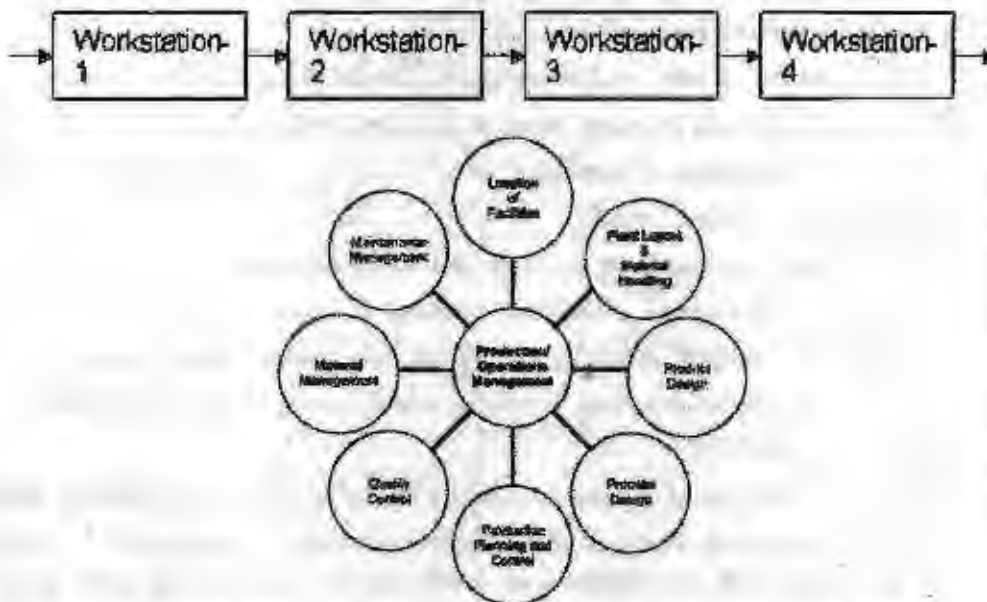 Workstation-
1
Workstation-
2
Workstation-
3
Workstation-
4
Location
of
Facilities
Maintenance
Management
Plant Layout
&
Material
Handling
Production/
Operations
Management
Material
Management
Product
Design
Quality
Control
Process
Design
Production
Planning and
Control